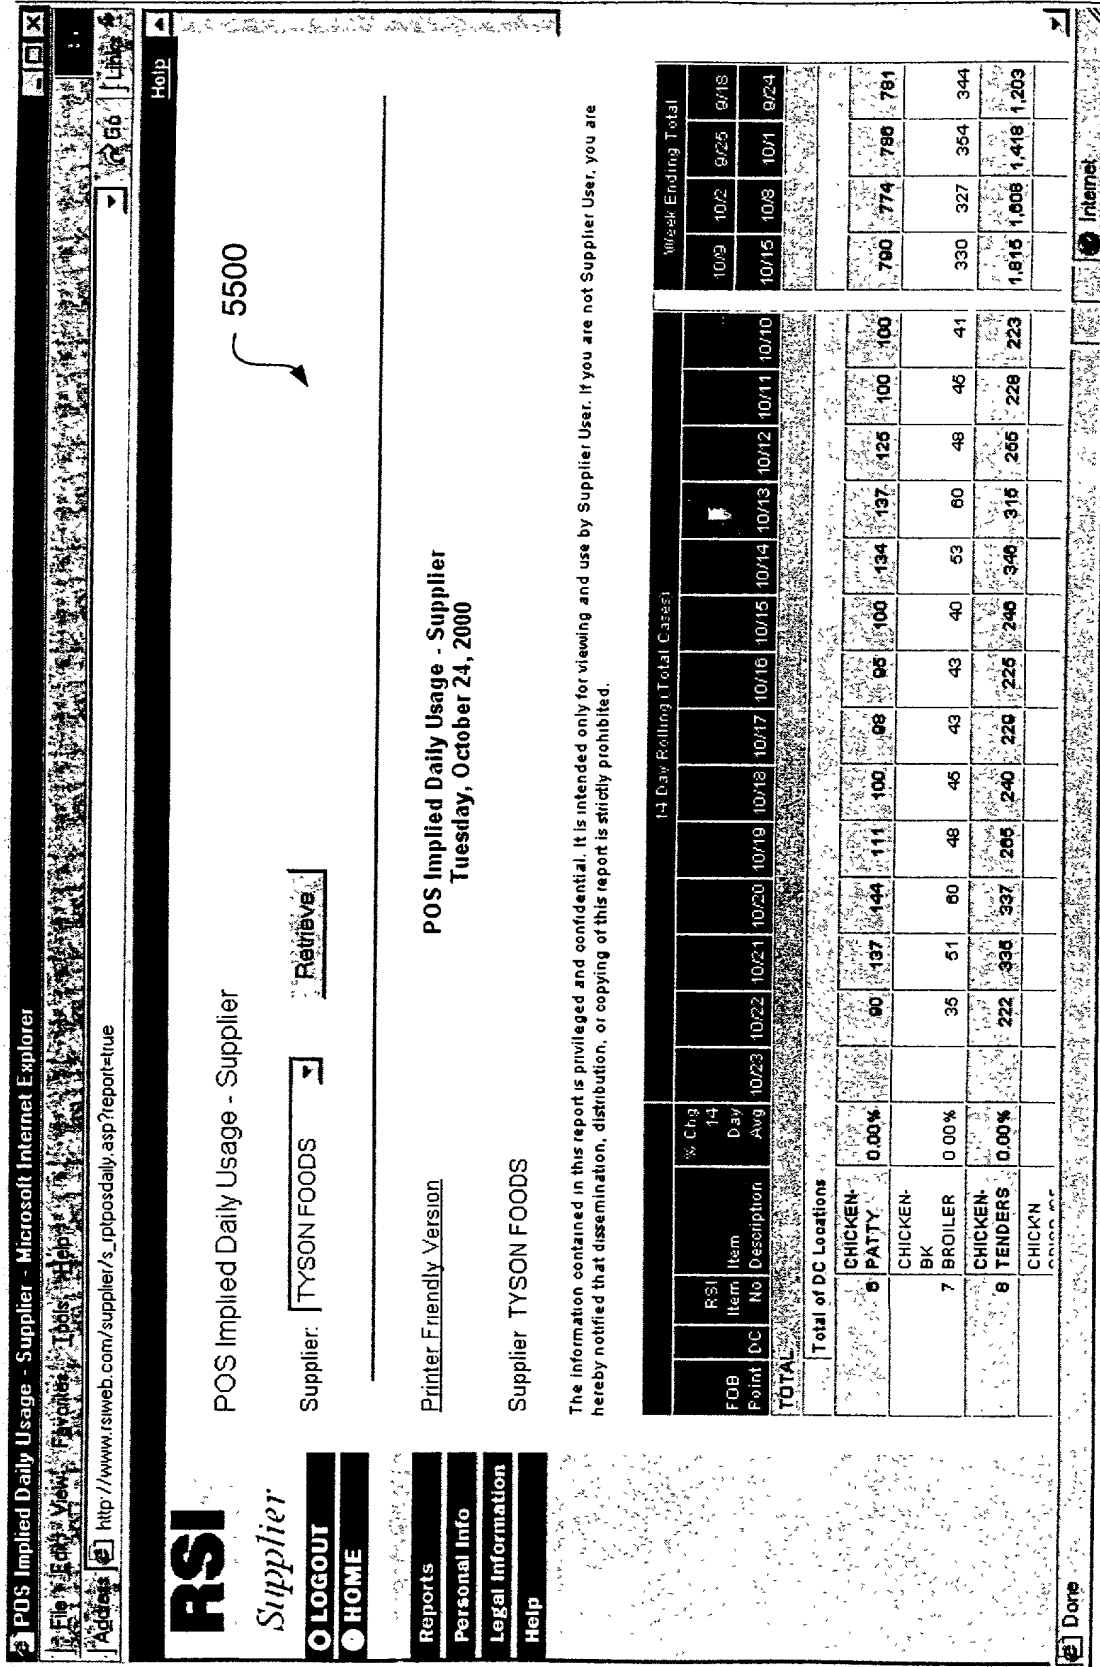 POS Implied Daily Usage - Supplier - Microsoft Internet Explorer
File Edit View Favorites Tools Help
Address http://www.rsiweb.com/supplier/s_rptposdaily.asp?report=true Go Links
Help
RSI
Supplier
LOGOUT
HOME
Reports
Personal Info
Legal Information
Help
POS Implied Daily Usage - Supplier
5500
Supplier: TYSON FOODS Retrieve
Printer Friendly Version
POS Implied Daily Usage - Supplier
Tuesday, October 24, 2000
Supplier TYSON FOODS
The information contained in this report is privileged and confidential. It is intended only for viewing and use by Supplier User. If you are not Supplier User, you are
hereby notified that dissemination, distribution, or copying of this report is strictly prohibited.
14 Day Rolling (Total Cases) Week Ending Total
FOB Point DC RSI Item No Item Description % Chg 14 Day Avg 10/23 10/22 10/21 10/20 10/19 10/18 10/17 10/16 10/15 10/14 10/13 10/12 10/11 10/10
10/9 10/2 9/25 9/18
10/15 10/8 10/1 9/24
TOTAL
Total of DC Locations
6 CHICKEN-PATTY 0.00% 90 137 144 111 100 98 95 100 134 137 125 100 100 790 774 786 781
7 CHICKEN-BK BROILER 0.00% 35 51 60 48 45 43 43 40 53 60 48 45 41 330 327 354 344
8 CHICKEN-TENDERS 0.00% 222 335 337 265 240 229 225 246 346 315 255 228 223 1,815 1,608 1,418 1,203
CHICK'N
Done Internet